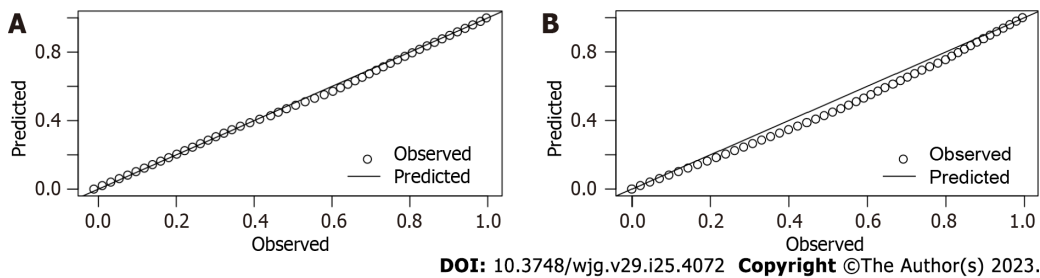 A
Predicted
0.8
0.4
0.0
Observed
Predicted
0.0 0.2 0.4 0.6 0.8 1.0
Observed
B
Predicted
0.8
0.4
0.0
Observed
Predicted
0.0 0.2 0.4 0.6 0.8 1.0
Observed
DOI: 10.3748/wjg.v29.i25.4072 Copyright ©The Author(s) 2023.